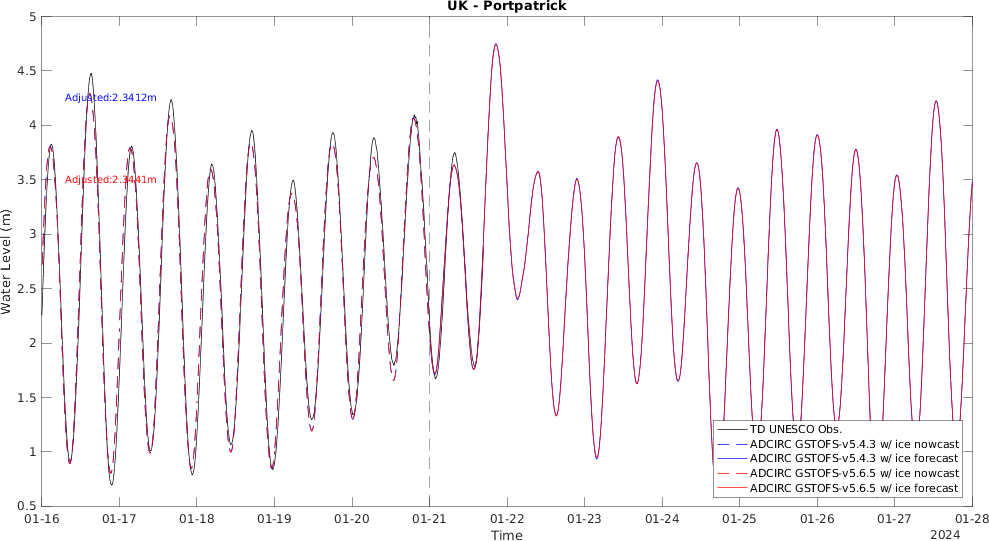 UK - Portpatrick
5
4.5
4
3.5
3
2.5
2
1.5
1
0.5
Water Level (m)
Adjusted:2.3412m
Adjusted:2.3441m
TD UNESCO Obs.
ADCIRC GSTOFS-v5.4.3 w/ ice nowcast
ADCIRC GSTOFS-v5.4.3 w/ ice forecast
ADCIRC GSTOFS-v5.6.5 w/ ice nowcast
ADCIRC GSTOFS-v5.6.5 w/ ice forecast
01-16 01-17 01-18 01-19 01-20 01-21 01-22 01-23 01-24 01-25 01-26 01-27 01-28
Time
2024